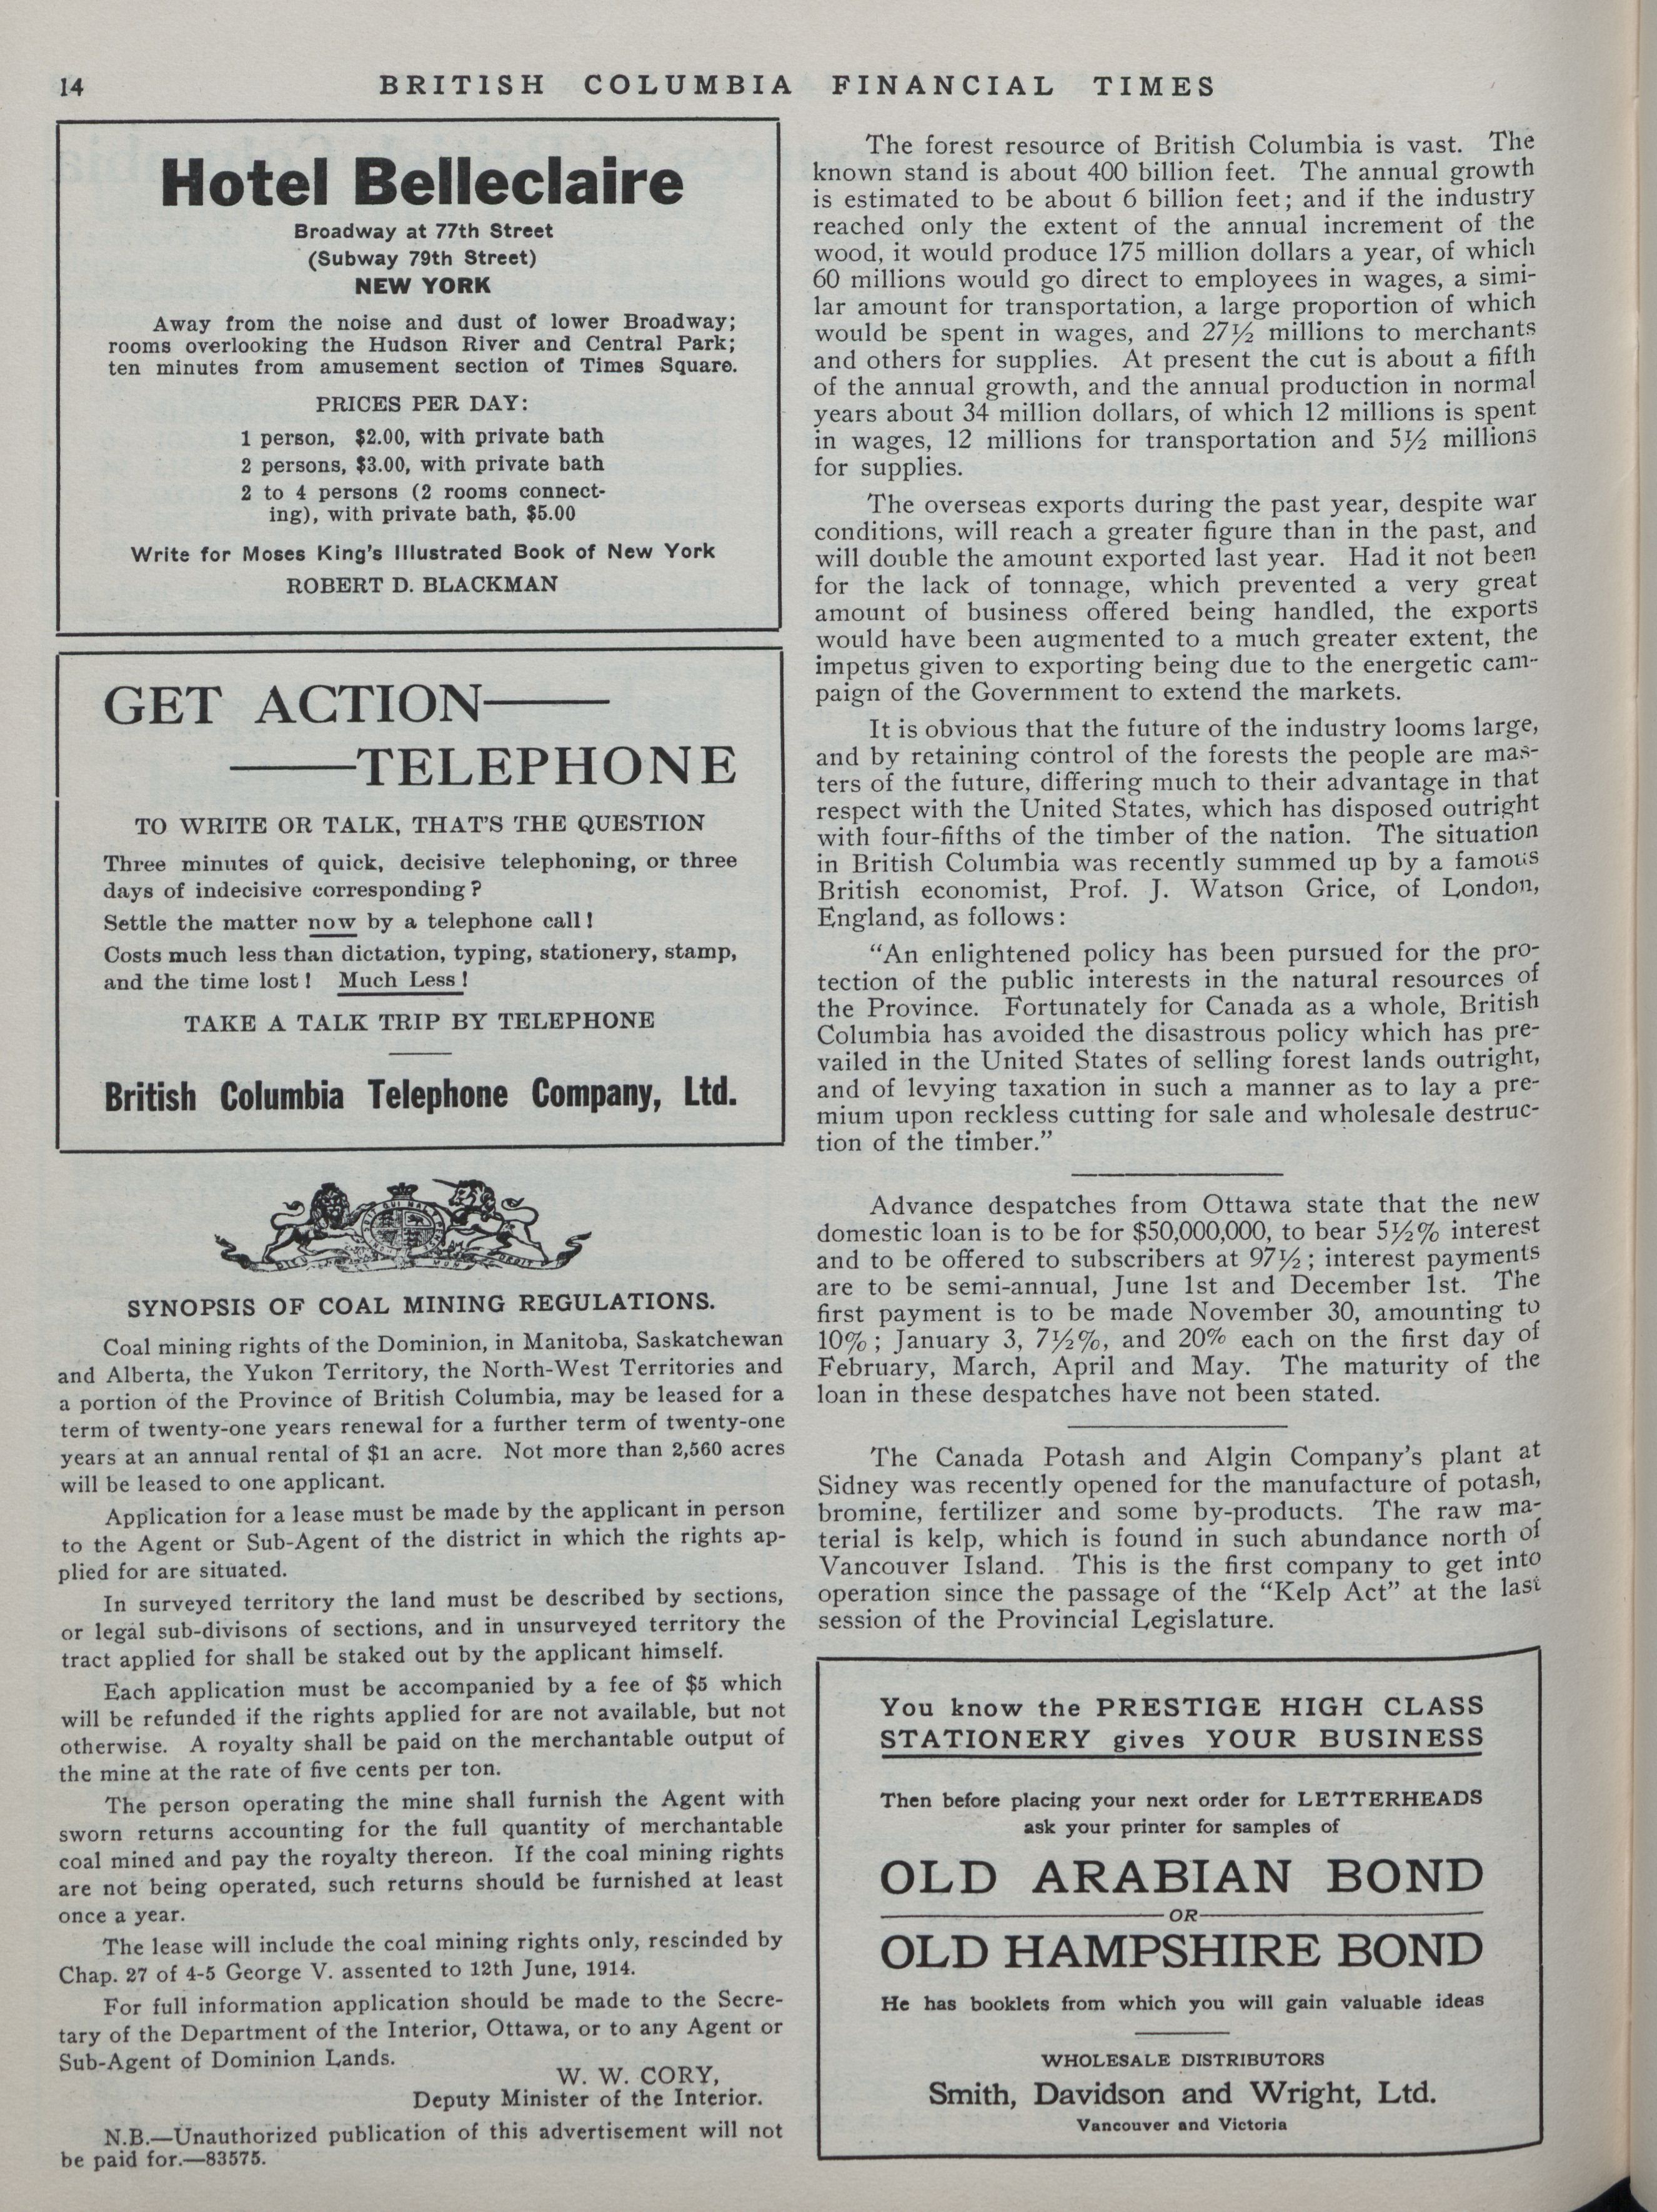 14
BRITISH COLUMBIA FINANCIAL TIMES
Hotel Belleclaire
Broadway at 77th Street
(Subway 79th Street)
NEW YORK
Away from the noise and dust of lower Broadway;
rooms overlooking the Hudson River and Central Park;
ten minutes from amusement section of Times Square.
PRICES PER DAY:
1 person, $2.00, with private bath
2 persons, $3.00, with private bath
2 to 4 persons (2 rooms connect-
ing), with private bath, $5.00
Write for Moses King's Illustrated Book of New York
ROBERT D. BLACKMAN
GET ACTION——
——TELEPHONE
TO WRITE OR TALK, THAT'S THE QUESTION
Three minutes of quick, decisive telephoning, or three
days of indecisive corresponding?
Settle the matter now by a telephone call!
Costs much less than dictation, typing, stationery, stamp,
and the time lost! Much Less!
TAKE A TALK TRIP BY TELEPHONE
British Columbia Telephone Company, Ltd.
SYNOPSIS OF COAL MINING REGULATIONS.
Coal mining rights of the Dominion, in Manitoba, Saskatchewan
and Alberta, the Yukon Territory, the North-West Territories and
a portion of the Province of British Columbia, may be leased for a
term of twenty-one years renewal for a further term of twenty-one
years at an annual rental of $1 an acre. Not more than 2,560 acres
will be leased to one applicant.
Application for a lease must be made by the applicant in person
to the Agent or Sub-Agent of the district in which the rights ap-
plied for are situated.
In surveyed territory the land must be described by sections,
or legal sub-divisons of sections, and in unsurveyed territory the
tract applied for shall be staked out by the applicant himself.
Each application must be accompanied by a fee of $5 which
will be refunded if the rights applied for are not available, but not
otherwise. A royalty shall be paid on the merchantable output of
the mine at the rate of five cents per ton.
The person operating the mine shall furnish the Agent with
sworn returns accounting for the full quantity of merchantable
coal mined and pay the royalty thereon. If the coal mining rights
are not being operated, such returns should be furnished at least
once a year.
The lease will include the coal mining rights only, rescinded by
Chap. 27 of 4-5 George V. assented to 12th June, 1914.
For full information application should be made to the Secre-
tary of the Department of the Interior, Ottawa, or to any Agent or
Sub-Agent of Dominion Lands.
W. W. CORY,
Deputy Minister of the Interior.
N.B.—Unauthorized publication of this advertisement will not
be paid for.—83575.
The forest resource of British Columbia is vast. The
known stand is about 400 billion feet. The annual growth
is estimated to be about 6 billion feet; and if the industry
reached only the extent of the annual increment of the
wood, it would produce 175 million dollars a year, of which
60 millions would go direct to employees in wages, a simi-
lar amount for transportation, a large proportion of which
would be spent in wages, and 27½ millions to merchants
and others for supplies. At present the cut is about a fifth
of the annual growth, and the annual production in normal
years about 34 million dollars, of which 12 millions is spent
in wages, 12 millions for transportation and 5½ millions
for supplies.
The overseas exports during the past year, despite war
conditions, will reach a greater figure than in the past, and
will double the amount exported last year. Had it not been
for the lack of tonnage, which prevented a very great
amount of business offered being handled, the exports
would have been augmented to a much greater extent, the
impetus given to exporting being due to the energetic cam-
paign of the Government to extend the markets.
It is obvious that the future of the industry looms large,
and by retaining control of the forests the people are mas-
ters of the future, differing much to their advantage in that
respect with the United States, which has disposed outright
with four-fifths of the timber of the nation. The situation
in British Columbia was recently summed up by a famous
British economist, Prof. J. Watson Grice, of London,
England, as follows:
"An enlightened policy has been pursued for the pro-
tection of the public interests in the natural resources of
the Province. Fortunately for Canada as a whole, British
Columbia has avoided the disastrous policy which has pre-
vailed in the United States of selling forest lands outright,
and of levying taxation in such a manner as to lay a pre-
mium upon reckless cutting for sale and wholesale destruc-
tion of the timber."
Advance despatches from Ottawa state that the new
domestic loan is to be for $50,000,000, to bear 5½% interest
and to be offered to subscribers at 97½; interest payments
are to be semi-annual, June 1st and December 1st. The
first payment is to be made November 30, amounting to
10%; January 3, 7½%, and 20% each on the first day of
February, March, April and May. The maturity of the
loan in these despatches have not been stated.
The Canada Potash and Algin Company's plant at
Sidney was recently opened for the manufacture of potash,
bromine, fertilizer and some by-products. The raw ma-
terial is kelp, which is found in such abundance north of
Vancouver Island. This is the first company to get into
operation since the passage of the "Kelp Act" at the last
session of the Provincial Legislature.
You know the PRESTIGE HIGH CLASS
STATIONERY gives YOUR BUSINESS
Then before placing your next order for LETTERHEADS
ask your printer for samples of
OLD ARABIAN BOND
OR
OLD HAMPSHIRE BOND
He has booklets from which you will gain valuable ideas
WHOLESALE DISTRIBUTORS
Smith, Davidson and Wright, Ltd.
Vancouver and Victoria